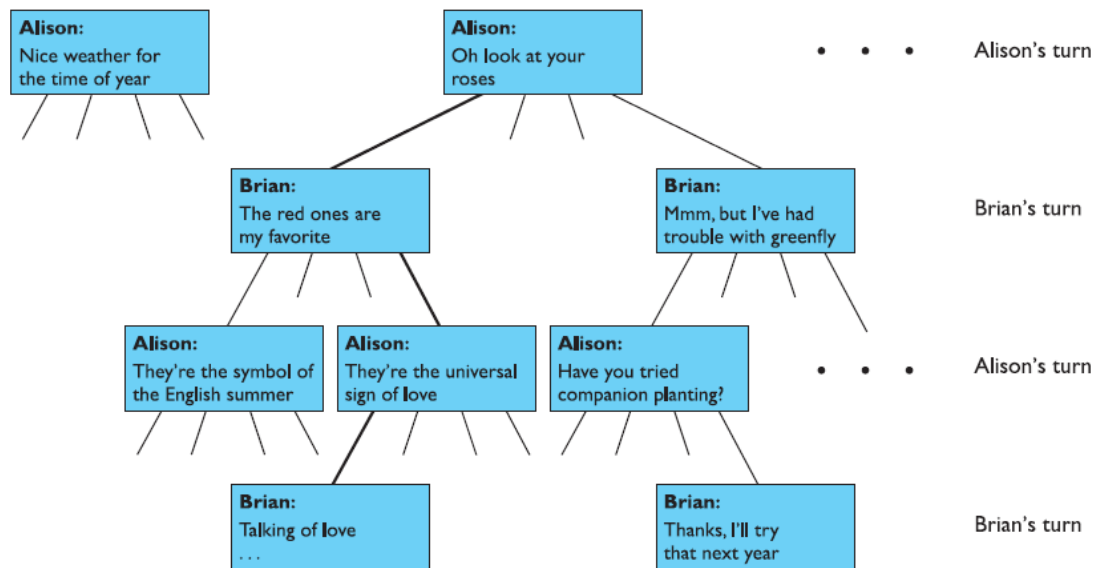 Alison:
Nice weather for
the time of year
Alison:
Oh look at your
roses
• • •
Alison's turn
Brian:
The red ones are
my favorite
Brian:
Mmm, but I've had
trouble with greenfly
Brian's turn
Alison:
They're the symbol of
the English summer
Alison:
They're the universal
sign of love
Alison:
Have you tried
companion planting?
• • •
Alison's turn
Brian:
Talking of love
. . .
Brian:
Thanks, I'll try
that next year
Brian's turn